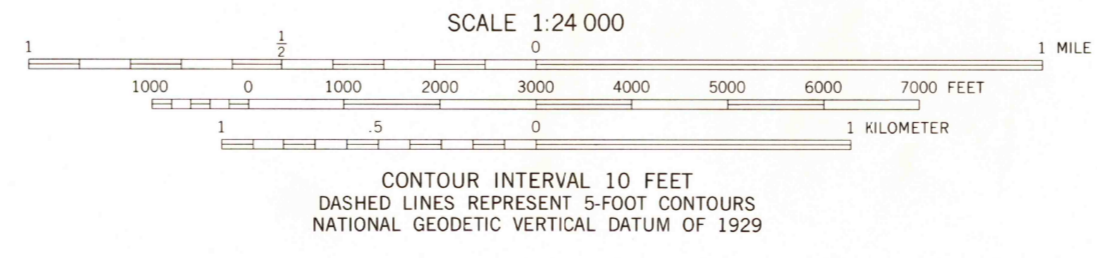 SCALE 1:24 000
1 1/2 0 1 MILE
1000 0 1000 2000 3000 4000 5000 6000 7000 FEET
1 .5 0 1 KILOMETER
CONTOUR INTERVAL 10 FEET
DASHED LINES REPRESENT 5-FOOT CONTOURS
NATIONAL GEODETIC VERTICAL DATUM OF 1929